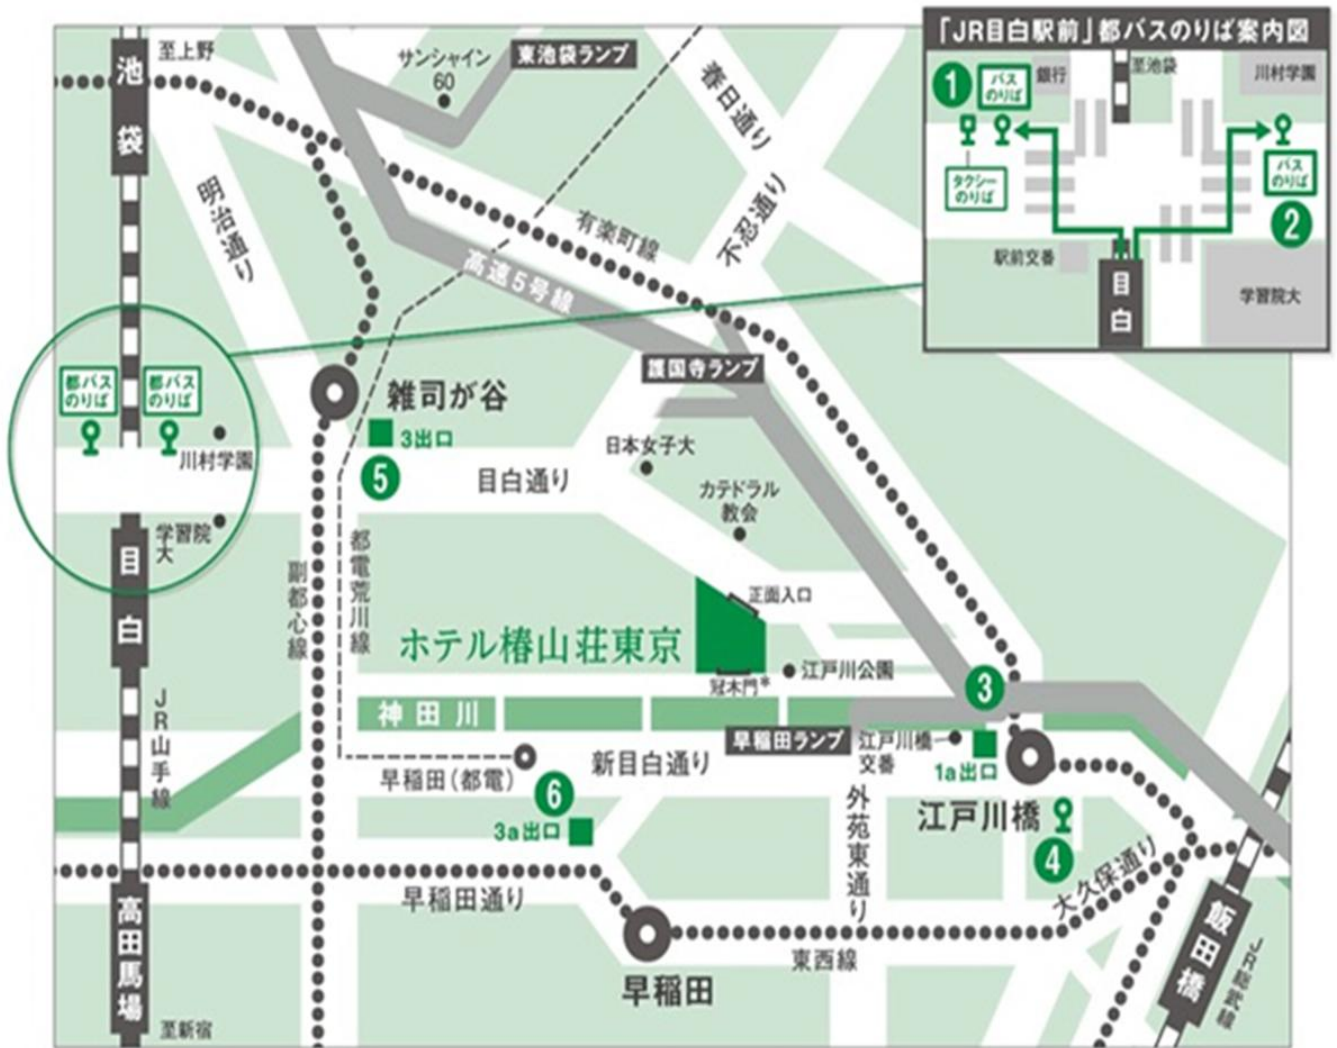 「JR目白駅前」都バスのりば案内図
1
バス
のりば
銀行
至池袋
川村学園
タクシー
のりば
バス
のりば
2
駅前交番
目白
学習院大
池袋
至上野
サンシャイン
60
東池袋ランプ
春日通り
明治通り
不忍通り
有楽町線
高速5号線
護国寺ランプ
都バス
のりば
都バス
のりば
川村学園
学習院
大
目白
雑司が谷
3出口
5
目白通り
日本女子大
カテドラル
教会
副都心線
都電荒川線
正面入口
ホテル椿山荘東京
冠木門*
江戸川公園
3
JR山手線
神田川
早稲田ランプ
江戸川橋
交番
1a出口
早稲田(都電)
新目白通り
6
3a出口
外苑東通り
江戸川橋
4
大久保通り
早稲田通り
高田馬場
至新宿
早稲田
東西線
飯田橋
JR総武線